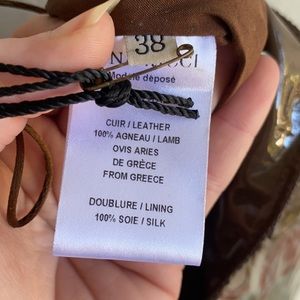 38
Modèle déposé
CUIR / LEATHER
100% AGNEAU / LAMB
OVIS ARIES
DE GRÈCE
FROM GREECE
DOUBLURE / LINING
100% SOIE / SILK